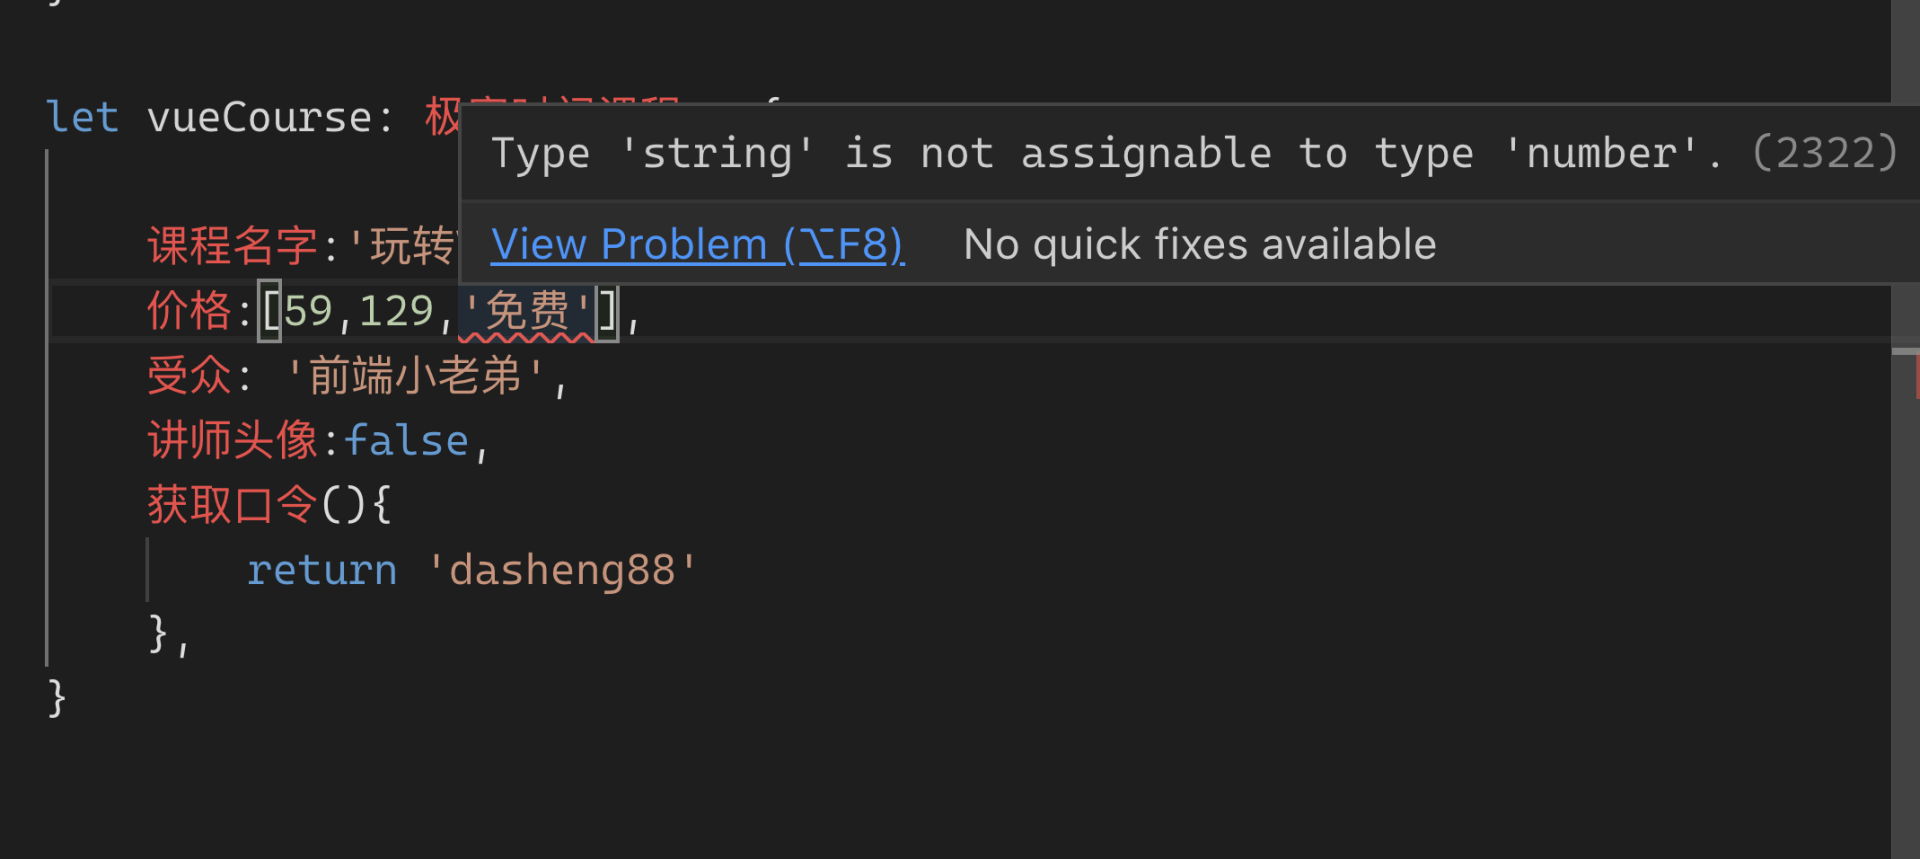 }
let vueCourse: 极
Type 'string' is not assignable to type 'number'. (2322)
课程名字:'玩转
View Problem (⌥F8) No quick fixes available
价格:[59,129,'免费'],
受众: '前端小老弟',
讲师头像:false,
获取口令(){
return 'dasheng88'
},
}